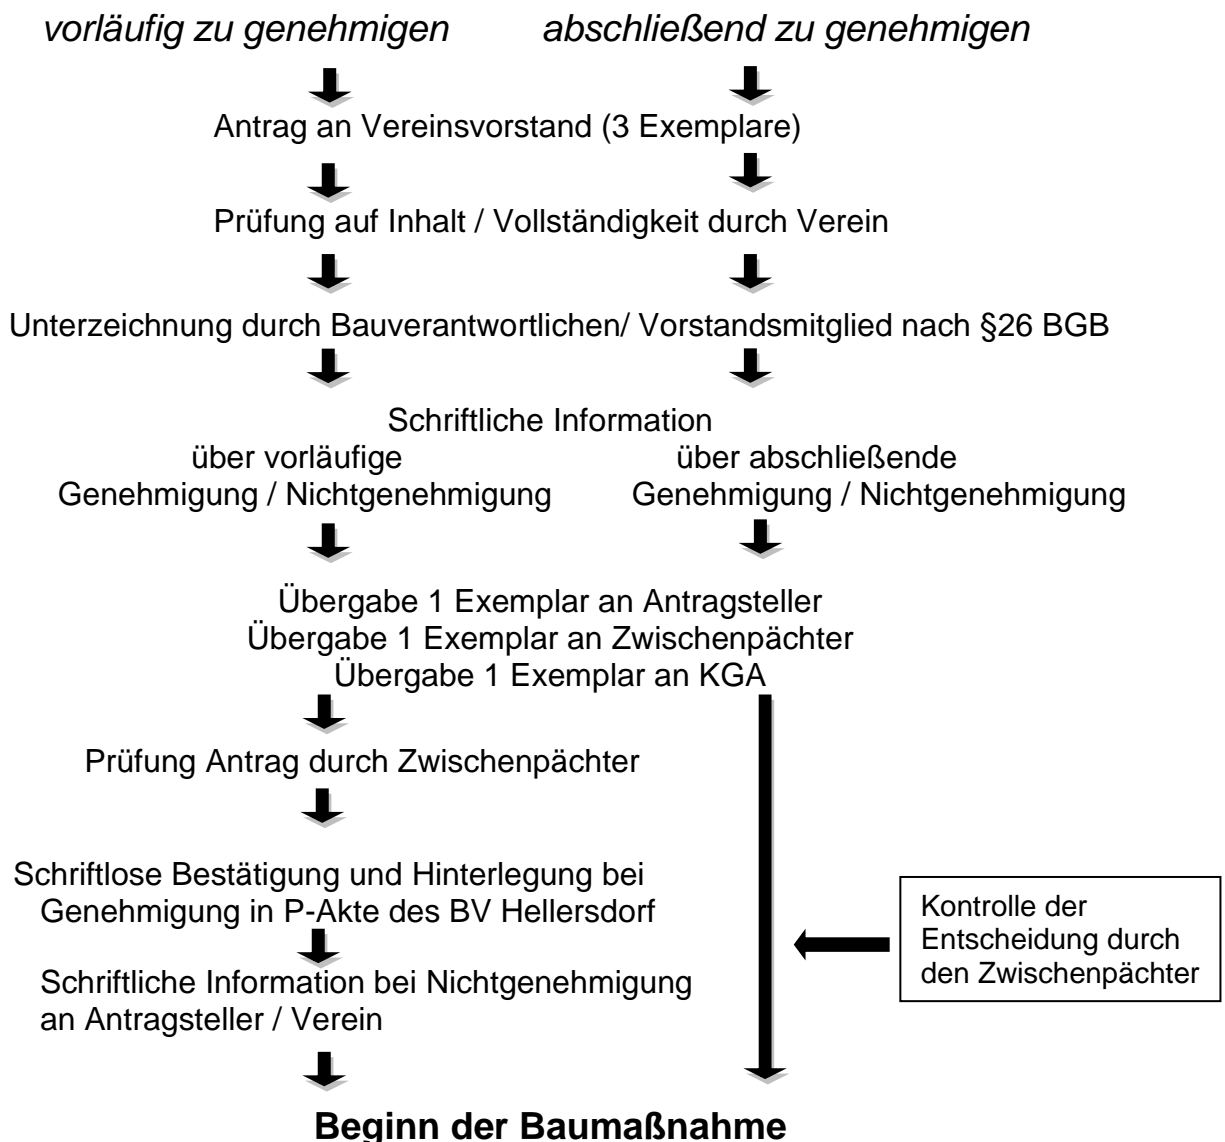 vorläufig zu genehmigen abschließend zu genehmigen
Antrag an Vereinsvorstand (3 Exemplare)
Prüfung auf Inhalt / Vollständigkeit durch Verein
Unterzeichnung durch Bauverantwortlichen/ Vorstandsmitglied nach §26 BGB
Schriftliche Information
über vorläufige
Genehmigung / Nichtgenehmigung
über abschließende
Genehmigung / Nichtgenehmigung
Übergabe 1 Exemplar an Antragsteller
Übergabe 1 Exemplar an Zwischenpächter
Übergabe 1 Exemplar an KGA
Prüfung Antrag durch Zwischenpächter
Schriftlose Bestätigung und Hinterlegung bei
Genehmigung in P-Akte des BV Hellersdorf
Schriftliche Information bei Nichtgenehmigung
an Antragsteller / Verein
Kontrolle der
Entscheidung durch
den Zwischenpächter
Beginn der Baumaßnahme